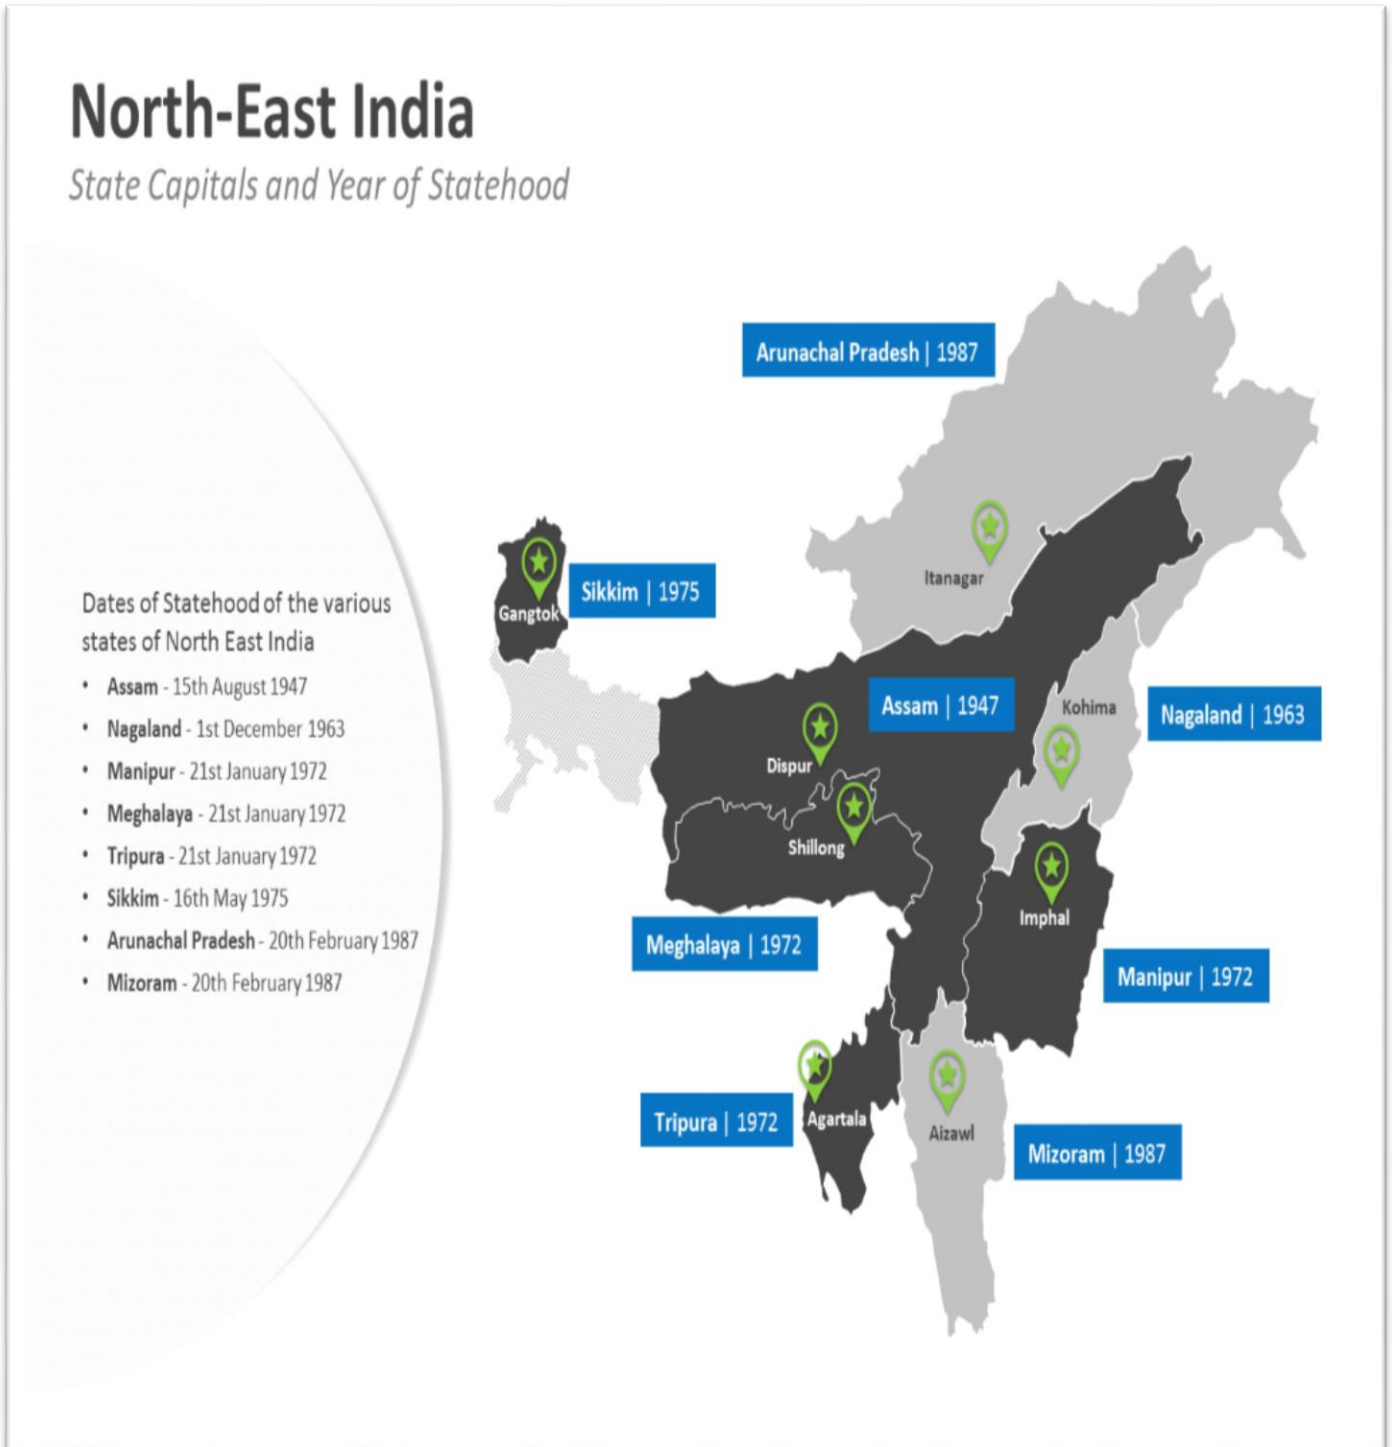 North-East India
State Capitals and Year of Statehood
Arunachal Pradesh | 1987
Itanagar
Gangtok
Sikkim | 1975
Dates of Statehood of the various
states of North East India
• Assam - 15th August 1947
• Nagaland - 1st December 1963
• Manipur - 21st January 1972
• Meghalaya - 21st January 1972
• Tripura - 21st January 1972
• Sikkim - 16th May 1975
• Arunachal Pradesh - 20th February 1987
• Mizoram - 20th February 1987
Assam | 1947
Kohima
Nagaland | 1963
Dispur
Shillong
Imphal
Meghalaya | 1972
Manipur | 1972
Tripura | 1972
Agartala
Aizawl
Mizoram | 1987